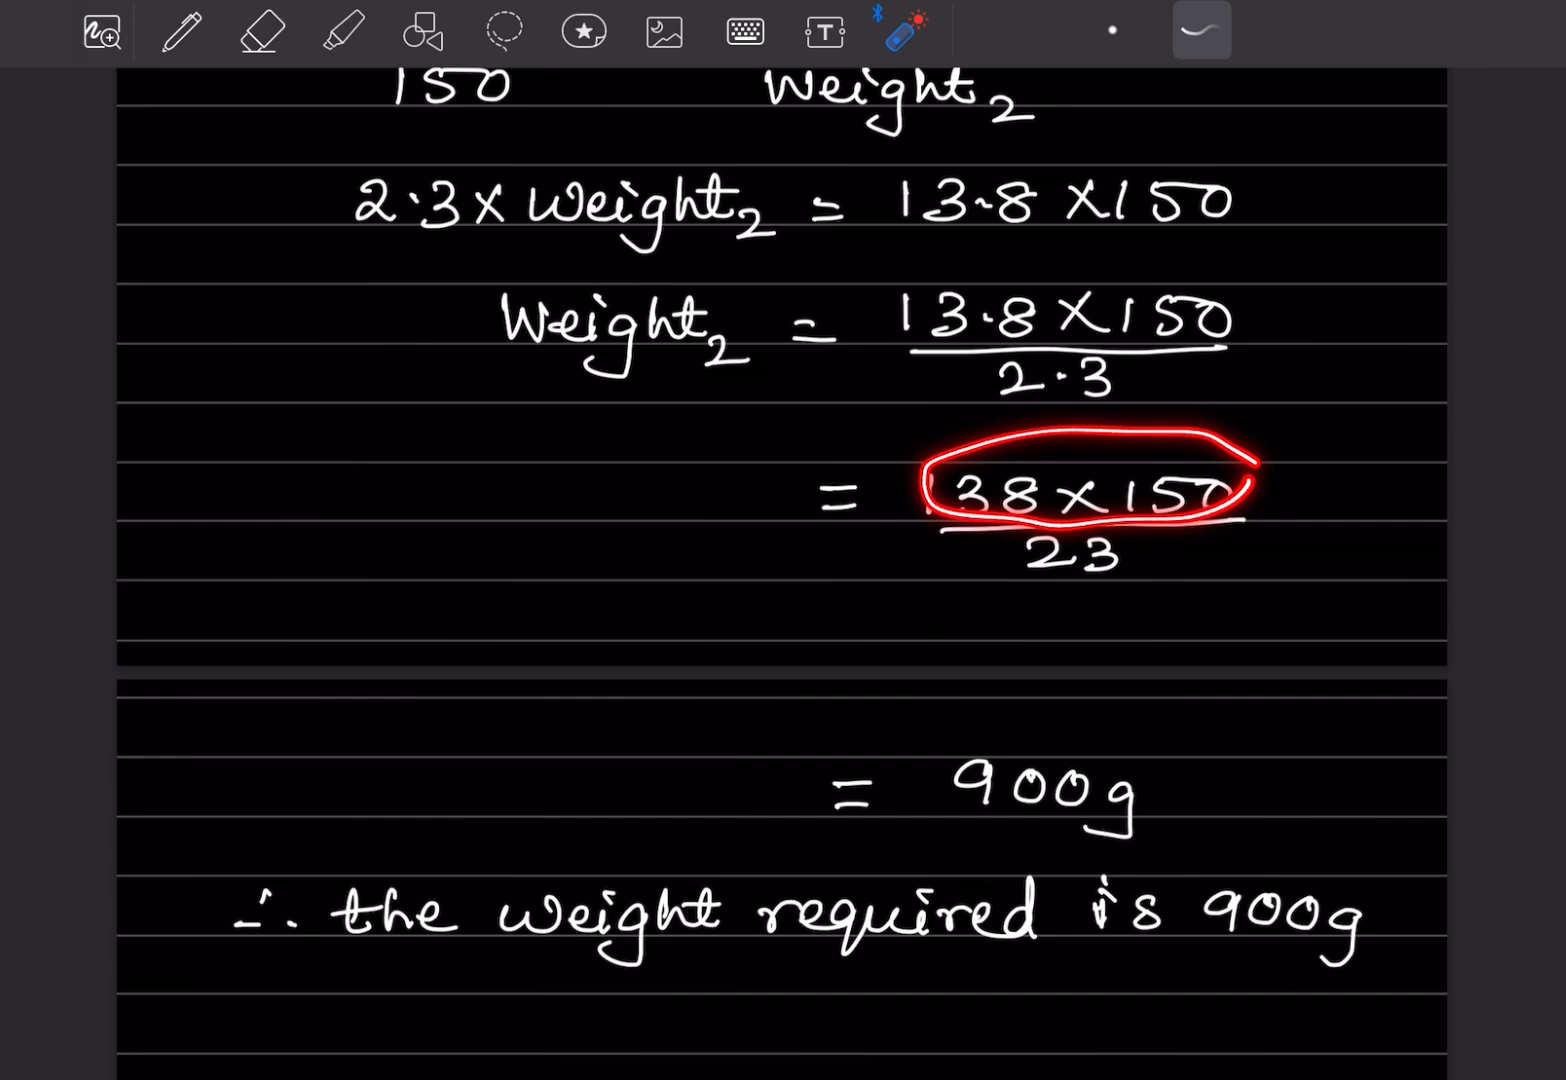 150 Weight₂
2.3 × Weight₂ = 13.8 × 150
Weight₂ = 13.8 × 150
2.3
= 138 × 150
23
= 900g
∴ the weight required is 900g